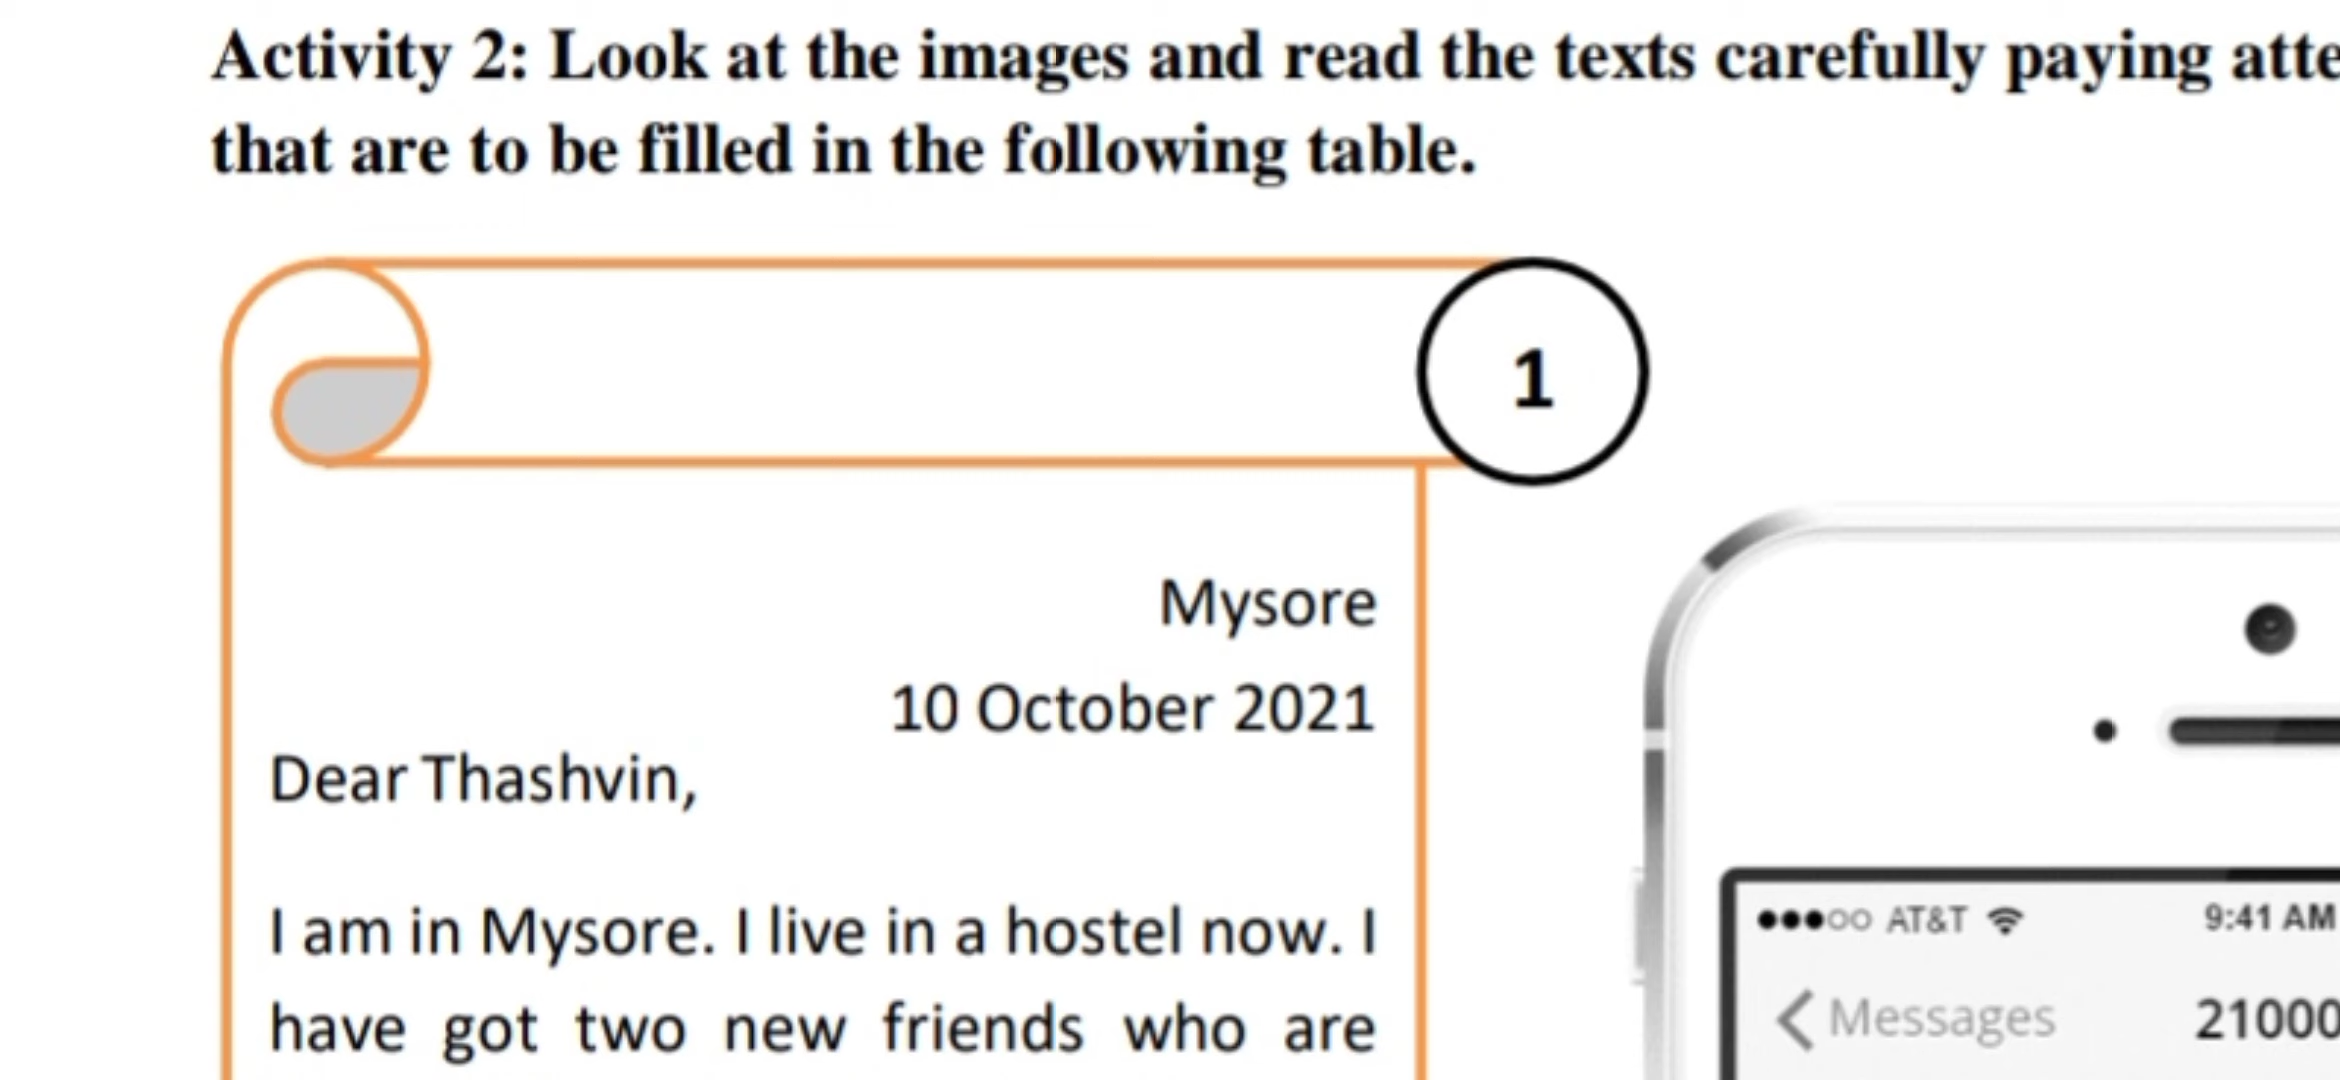 Activity 2: Look at the images and read the texts carefully paying
that are to be filled in the following table.
1
Mysore
10 October 2021
Dear Thashvin,
I am in Mysore. I live in a hostel now. I
have got two new friends who are
AT&T 9:41 AM
Messages 21000